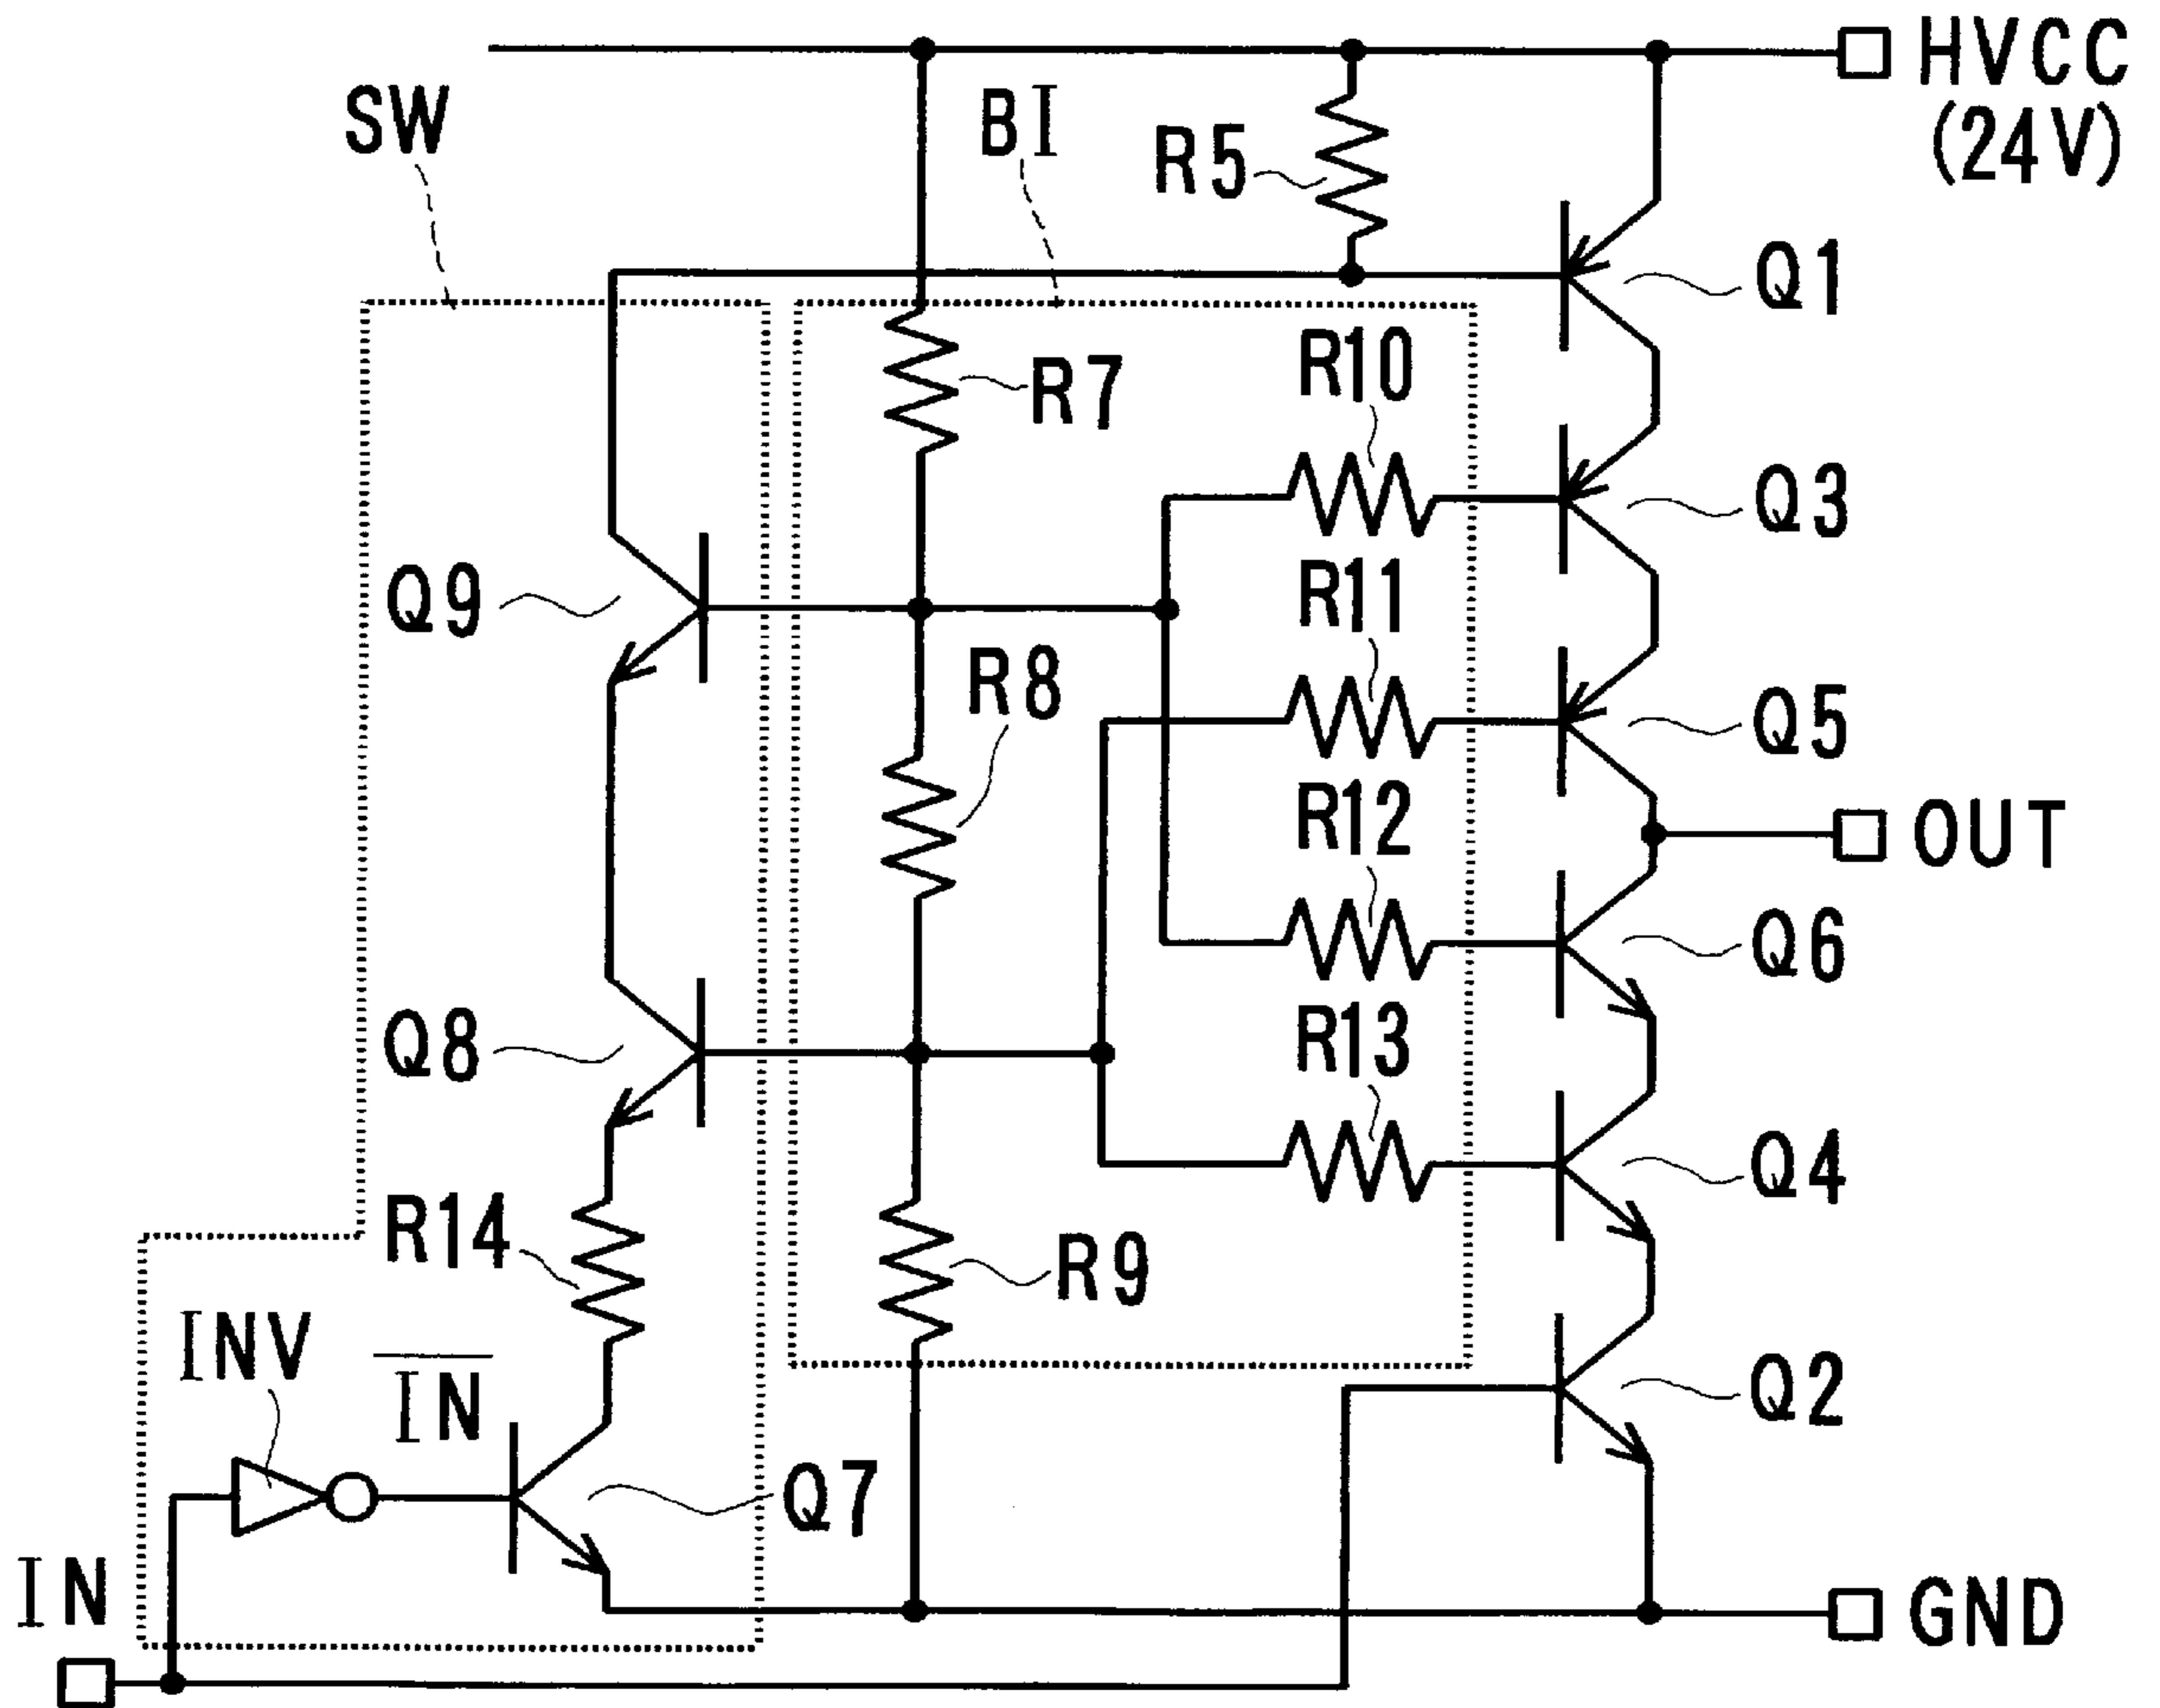 HVCC
(24V)
SW
BI
R5
Q1
R7
R10
Q3
Q9
R11
R8
Q5
R12
OUT
Q6
Q8
R13
Q4
R14
R9
INV
IN
Q2
Q7
IN
GND